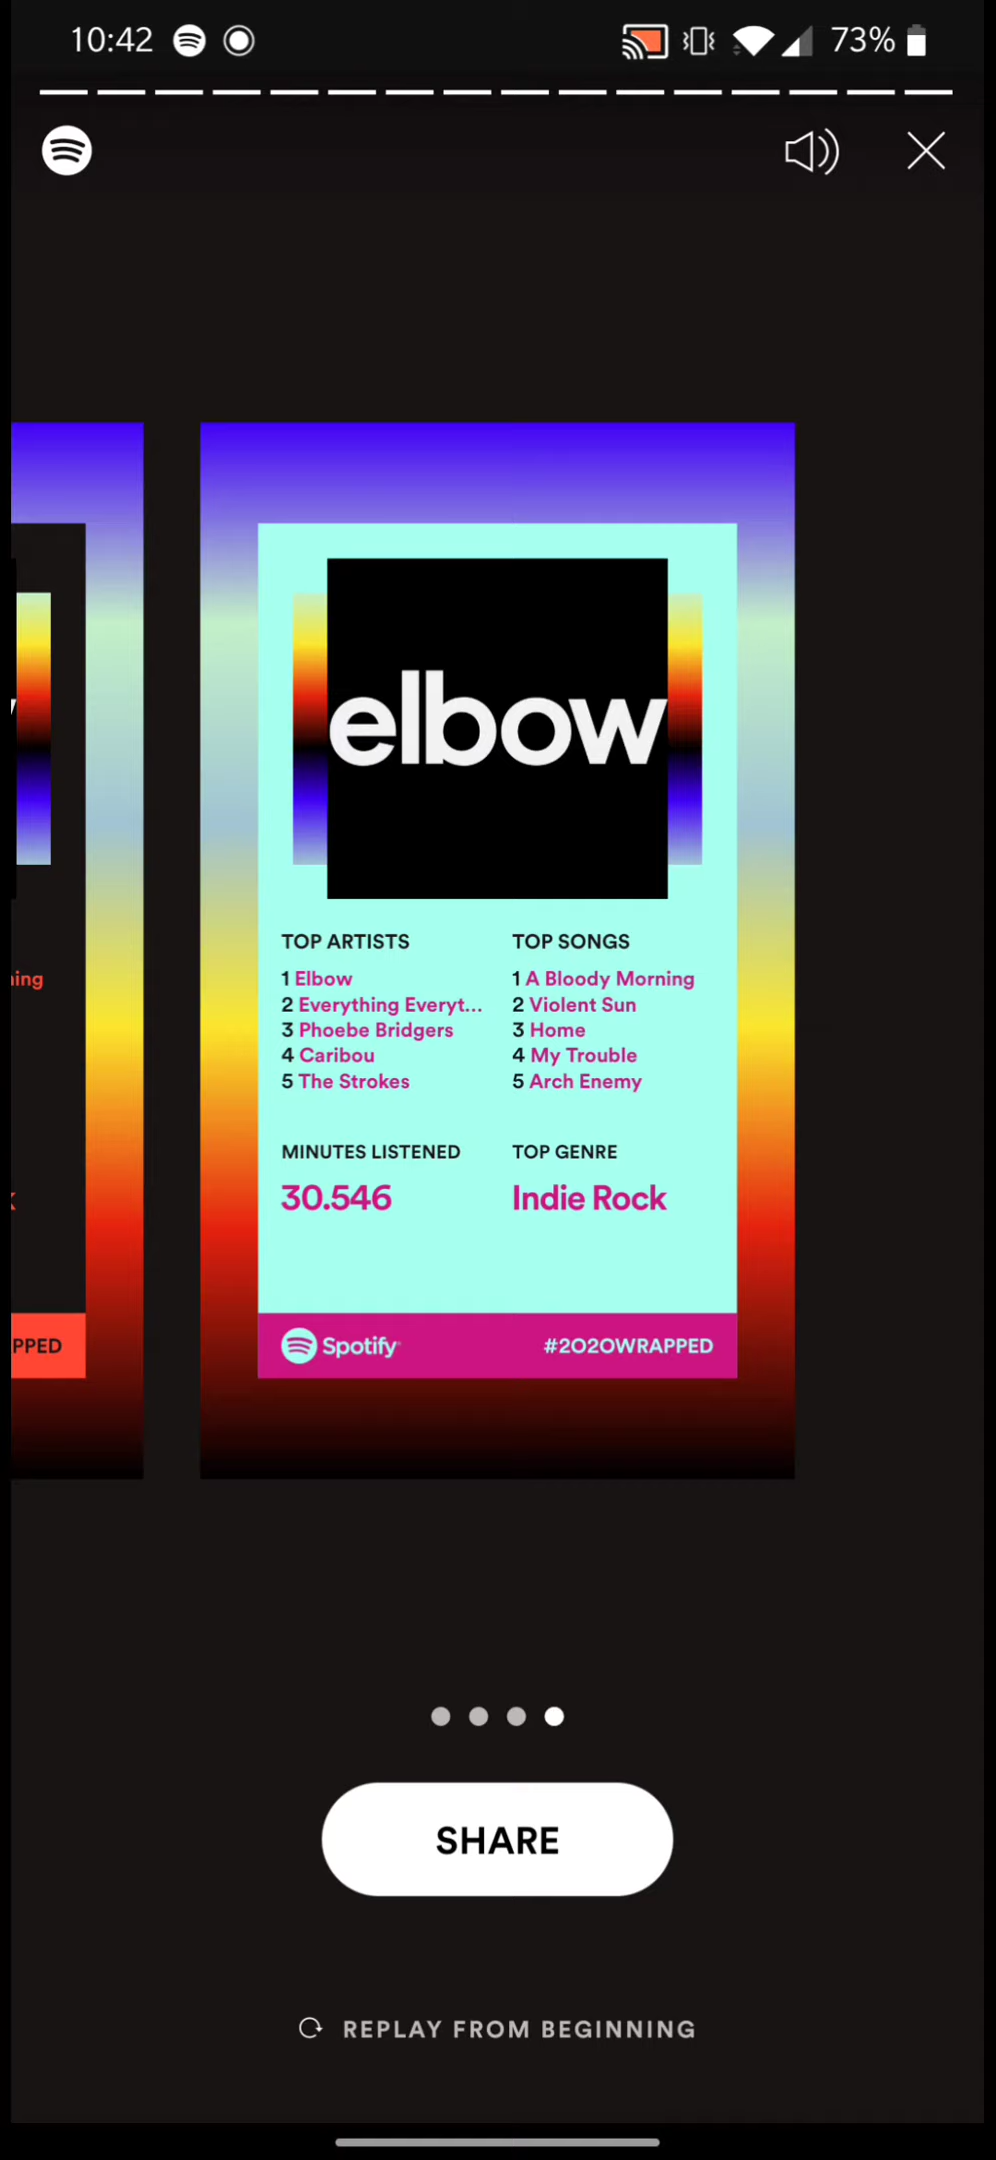 10:42
73%
elbow
TOP ARTISTS
1 Elbow
2 Everything Everyt...
3 Phoebe Bridgers
4 Caribou
5 The Strokes
TOP SONGS
1 A Bloody Morning
2 Violent Sun
3 Home
4 My Trouble
5 Arch Enemy
MINUTES LISTENED
30.546
TOP GENRE
Indie Rock
Spotify
#2020WRAPPED
ing
PPED
SHARE
REPLAY FROM BEGINNING